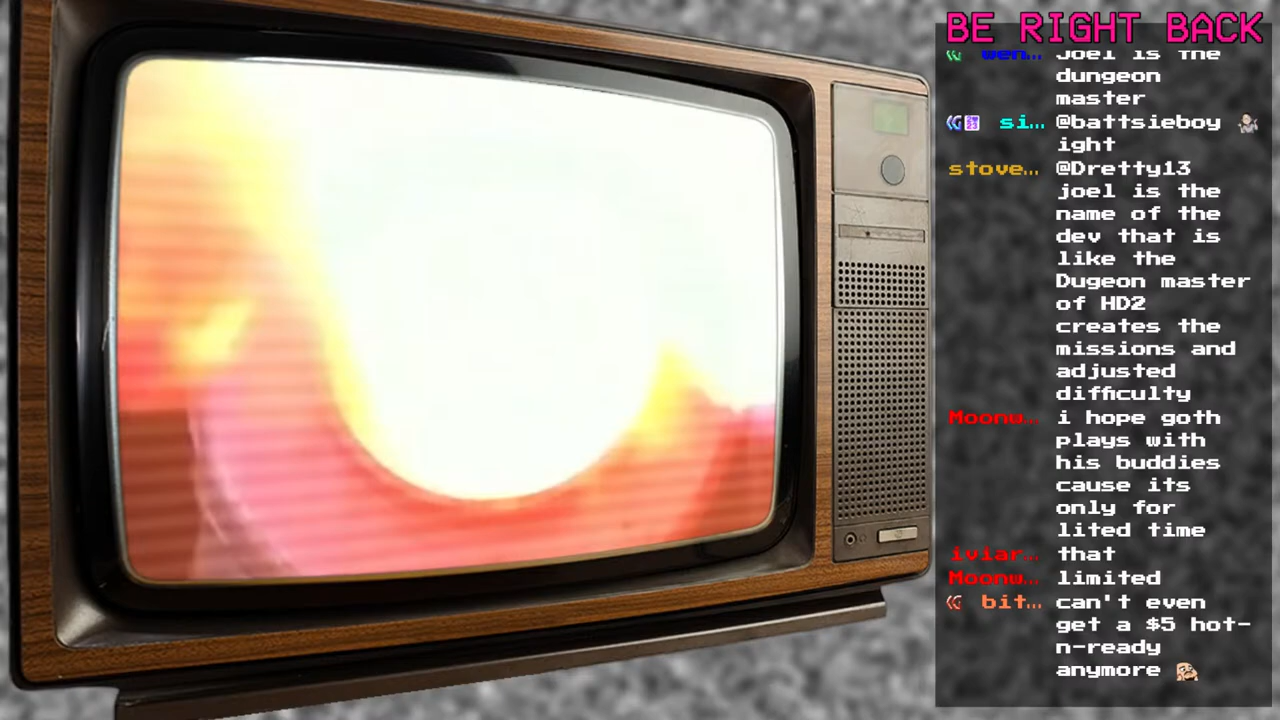 BE RIGHT BACK
wen... Joel is the
dungeon
master
si... @battsieboy
ight
stove... @Dretty13
joel is the
name of the
dev that is
like the
Dugeon master
of HD2
creates the
missions and
adjusted
difficulty
Moonw... i hope goth
plays with
his buddies
cause its
only for
lited time
iviar... that
Moonw... limited
bit... can't even
get a $5 hot-
n-ready
anymore